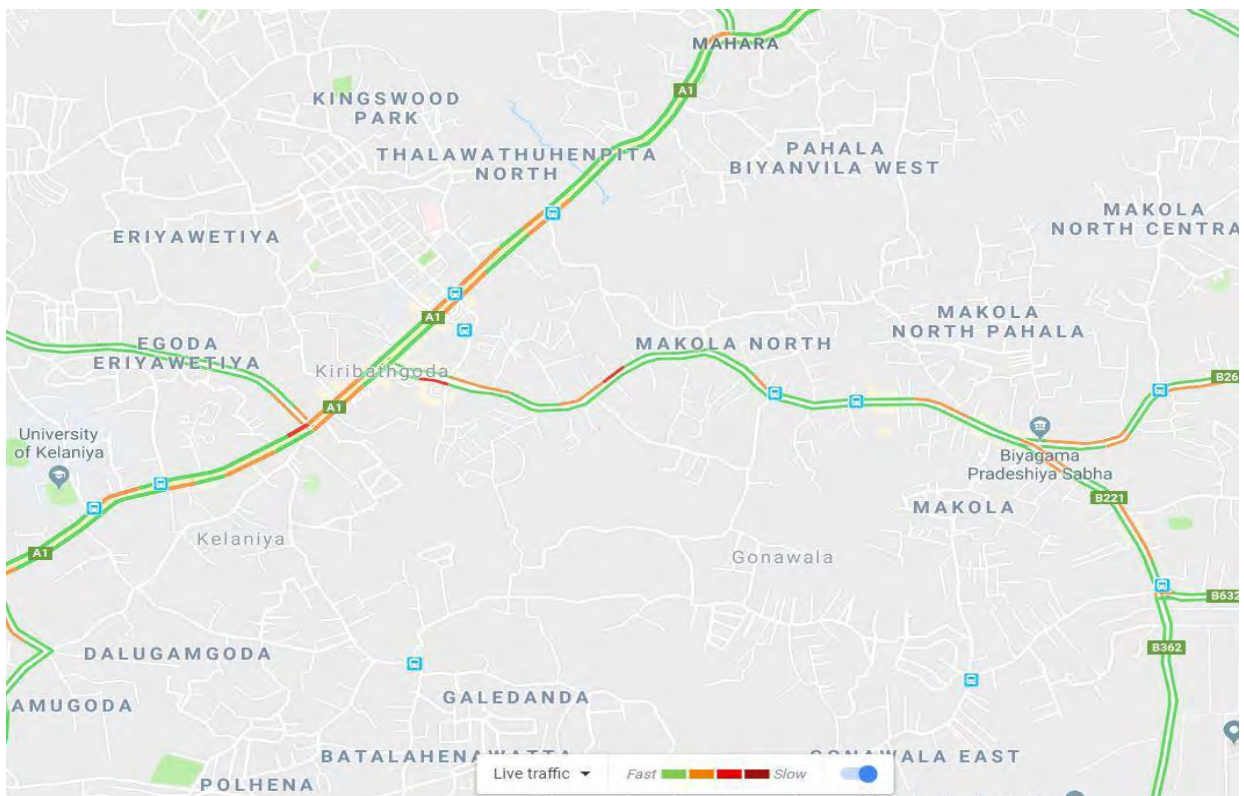 MAHARA
A1
KINGSWOOD
PARK
THALAWATHUHENPITA
NORTH
PAHALA
BIYANVILA WEST
MAKOLA
NORTH CENTRA
ERIYAWETIYA
A1
MAKOLA
NORTH PAHALA
EGODA
ERIYAWETIYA
MAKOLA NORTH
Kiribathgoda
B26
A1
University
of Kelaniya
Biyagama
Pradeshiya Sabha
B221
MAKOLA
Kelaniya
A1
Gonawala
B632
DALUGAMGODA
B362
AMUGODA
GALEDANDA
BATALAHENAWATTA
GONAWALA EAST
POLHENA
Live traffic
Fast
Slow